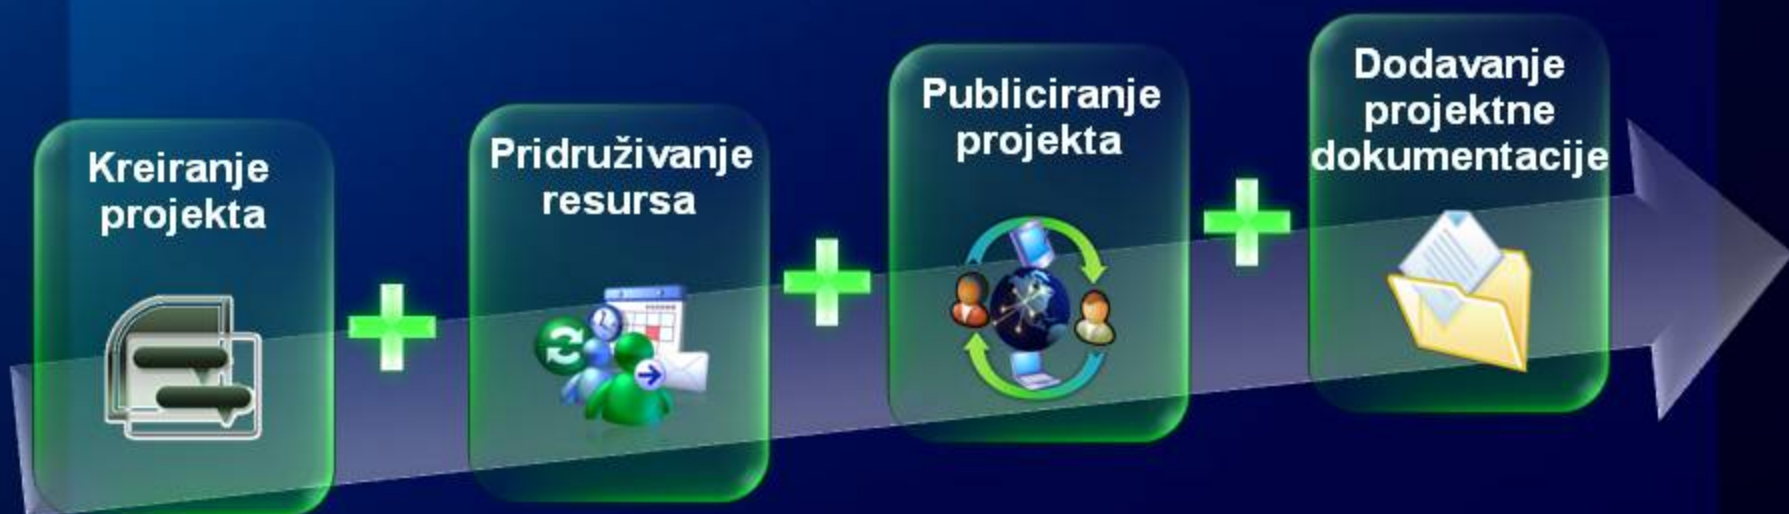 Kreiranje
projekta
Pridruživanje
resursa
Publiciranje
projekta
Dodavanje
projektne
dokumentacije